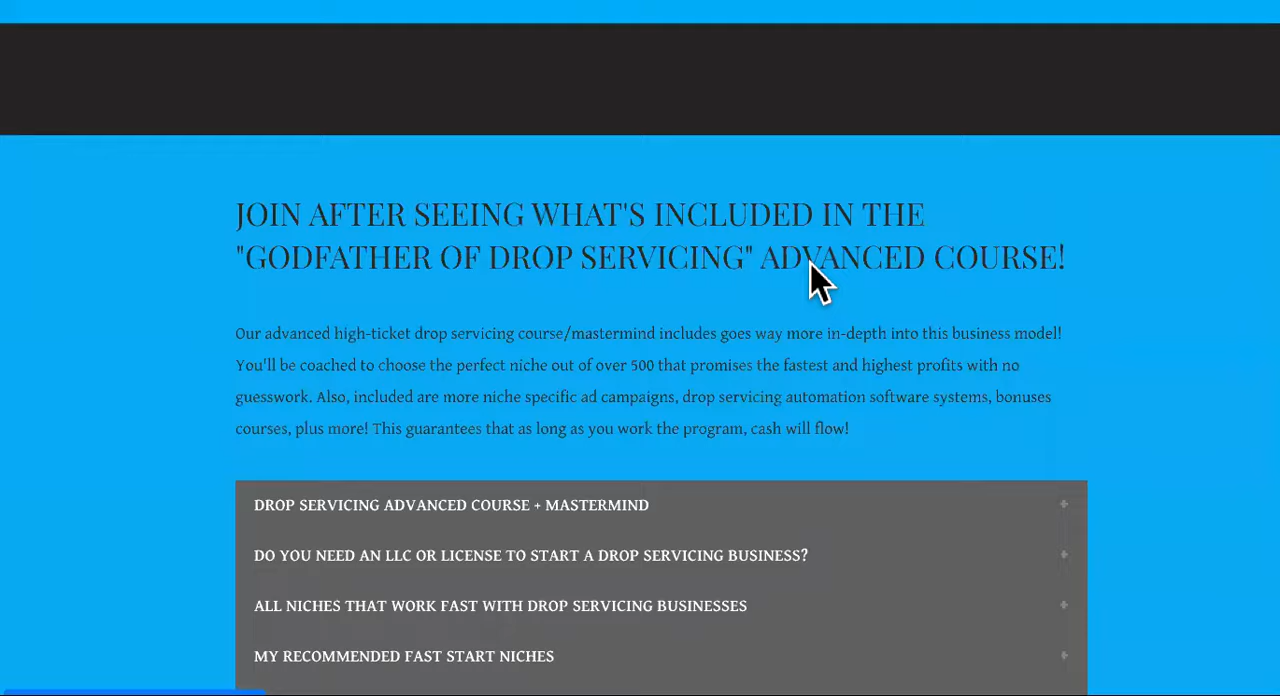 JOIN AFTER SEEING WHAT'S INCLUDED IN THE
"GODFATHER OF DROP SERVICING" ADVANCED COURSE!
Our advanced high-ticket drop servicing course/mastermind includes goes way more in-depth into this business model!
You'll be coached to choose the perfect niche out of over 500 that promises the fastest and highest profits with no
guesswork. Also, included are more niche specific ad campaigns, drop servicing automation software systems, bonuses
courses, plus more! This guarantees that as long as you work the program, cash will flow!
DROP SERVICING ADVANCED COURSE + MASTERMIND
DO YOU NEED AN LLC OR LICENSE TO START A DROP SERVICING BUSINESS?
ALL NICHES THAT WORK FAST WITH DROP SERVICING BUSINESSES
MY RECOMMENDED FAST START NICHES